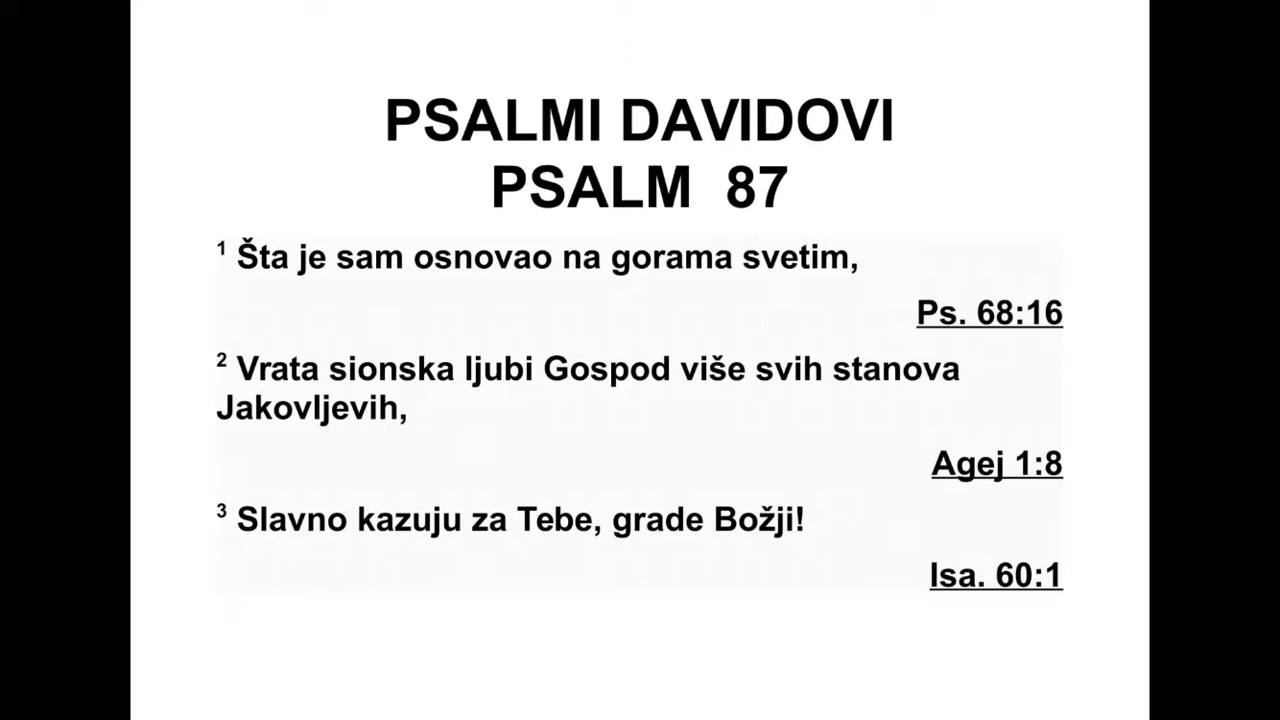 PSALMI DAVIDOVI
PSALM 87
1 Šta je sam osnovao na gorama svetim,
Ps. 68:16
2 Vrata sionska ljubi Gospod više svih stanova
Jakovljevih,
Agej 1:8
3 Slavno kazuju za Tebe, grade Božji!
Isa. 60:1